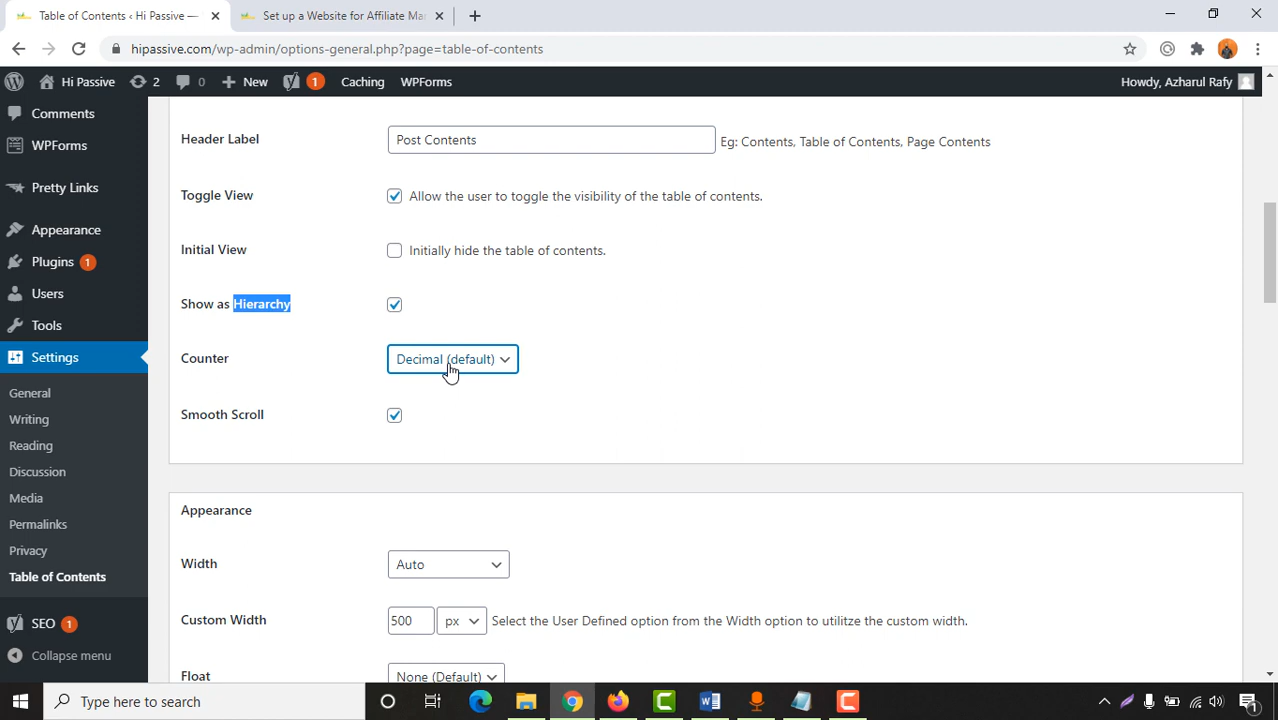 Table of Contents ‹ Hi Passive —
Set up a Website for Affiliate Mar
hipassive.com/wp-admin/options-general.php?page=table-of-contents
Hi Passive
2
0
New
1
Caching
WPForms
Howdy, Azharul Rafy
Comments
WPForms
Pretty Links
Appearance
Plugins 1
Users
Tools
Settings
General
Writing
Reading
Discussion
Media
Permalinks
Privacy
Table of Contents
SEO 1
Collapse menu
Header Label
Post Contents
Eg: Contents, Table of Contents, Page Contents
Toggle View
Allow the user to toggle the visibility of the table of contents.
Initial View
Initially hide the table of contents.
Show as Hierarchy
Counter
Decimal (default)
Smooth Scroll
Appearance
Width
Auto
Custom Width
500
px
Select the User Defined option from the Width option to utilitze the custom width.
Float
None (Default)
Type here to search
1